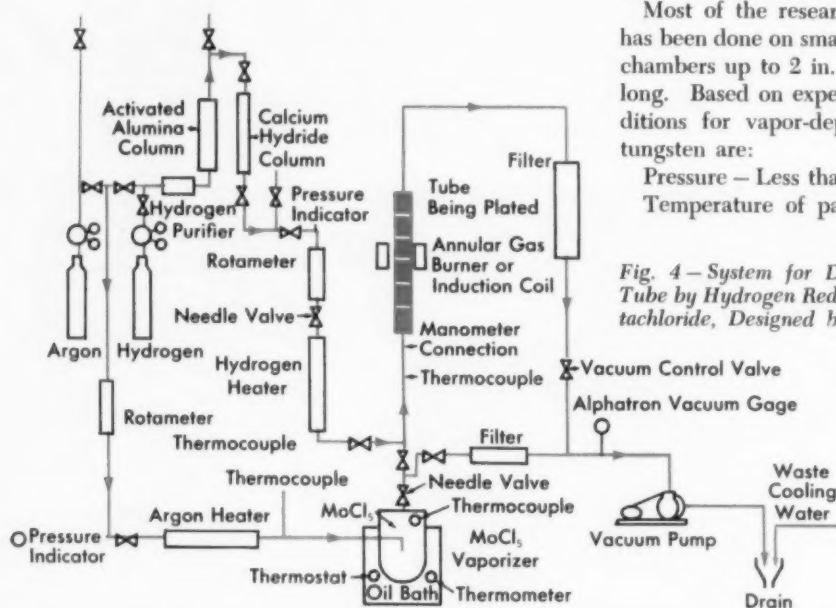 Most of the resear
has been done on sma
chambers up to 2 in.
long. Based on expe
ditions for vapor-dep
tungsten are:
Pressure — Less tha
Temperature of pa
Fig. 4 — System for D
Tube by Hydrogen Red
tachloride, Designed b
Activated
Alumina
Column
Calcium
Hydride
Column
Hydrogen
Purifier
Pressure
Indicator
Rotameter
Needle Valve
Hydrogen
Heater
Thermocouple
Argon
Hydrogen
Rotameter
Filter
Tube
Being Plated
Annular Gas
Burner or
Induction Coil
Manometer
Connection
Thermocouple
Vacuum Control Valve
Alphatron Vacuum Gage
Filter
Needle Valve
Thermocouple
Thermocouple
Argon Heater
MoCl₅
MoCl₅
Vaporizer
Pressure
Indicator
Thermostat
Oil Bath
Thermometer
Vacuum Pump
Waste
Cooling
Water
Drain